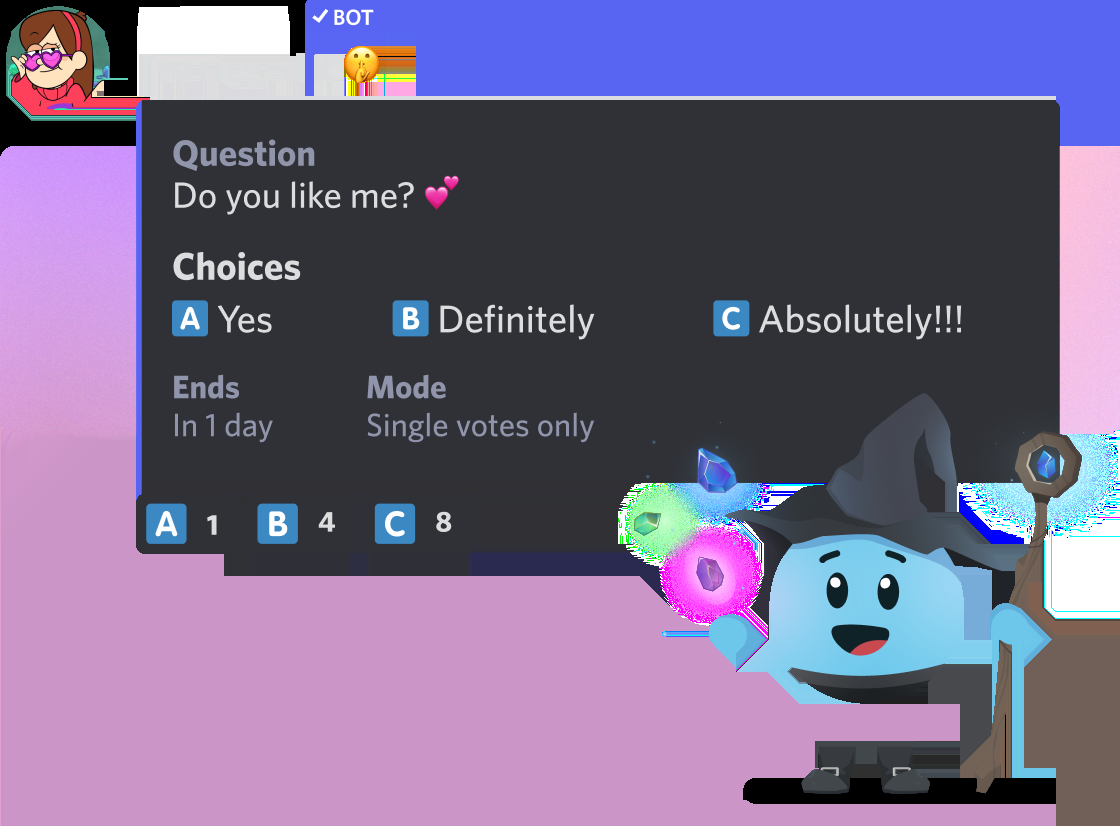 ✓ BOT
Question
Do you like me? 💕
Choices
A Yes B Definitely C Absolutely!!!
Ends Mode
In 1 day Single votes only
A 1 B 4 C 8